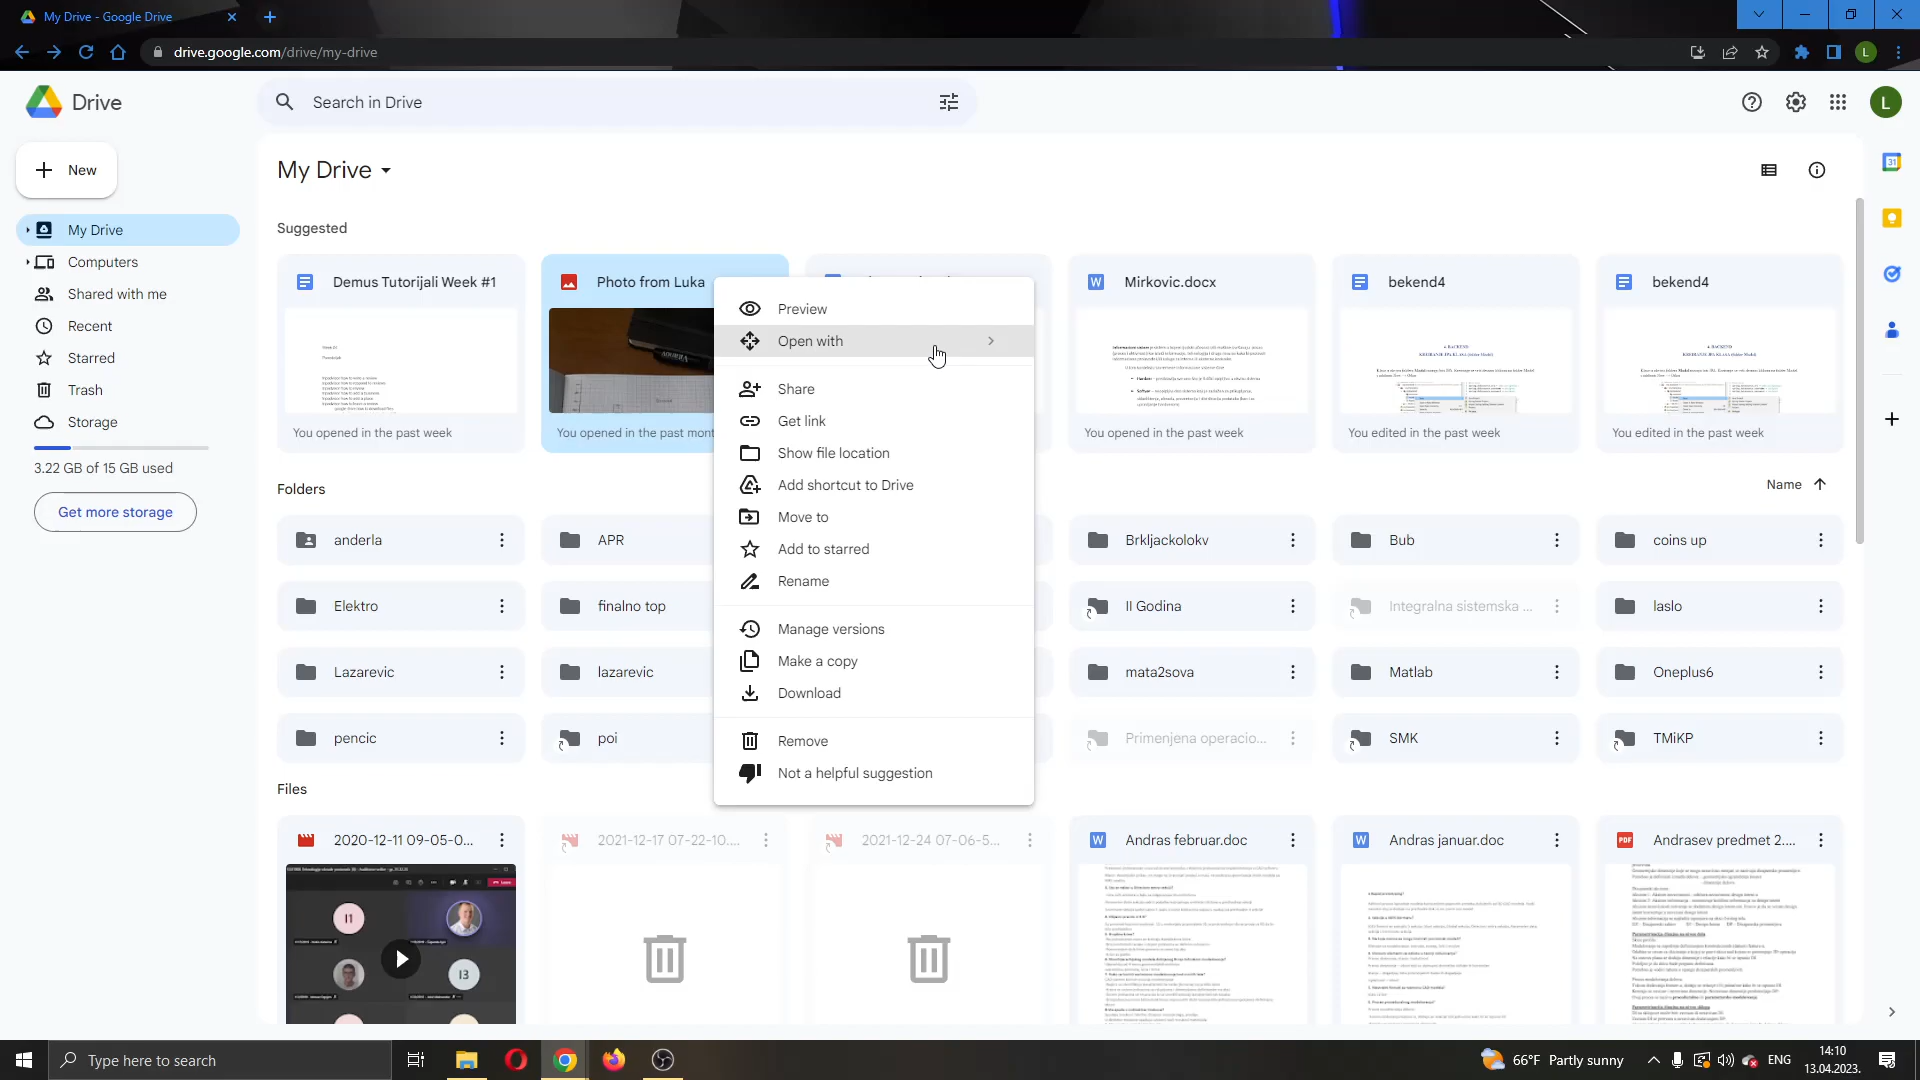 My Drive - Google Drive
drive.google.com/drive/my-drive
L
Drive
Search in Drive
L
New
My Drive
Computers
Shared with me
Recent
Starred
Trash
Storage
3.22 GB of 15 GB used
Get more storage
My Drive
Suggested
Demus Tutorijali Week #1
You opened in the past week
Photo from Luka
You opened in the past mont
Mirkovic.docx
You opened in the past week
bekend4
You edited in the past week
bekend4
You edited in the past week
Preview
Open with
Share
Get link
Show file location
Add shortcut to Drive
Move to
Add to starred
Rename
Manage versions
Make a copy
Download
Remove
Not a helpful suggestion
Folders
Name
anderla
APR
Brkljackolokv
Bub
coins up
Elektro
finalno top
II Godina
Integralna sistemska ...
laslo
Lazarevic
lazarevic
mata2sova
Matlab
Oneplus6
pencic
poi
Primenjena operacio...
SMK
TMiKP
Files
2020-12-11 09-05-0...
2021-12-17 07-22-10....
2021-12-24 07-06-5...
Andras februar.doc
Andras januar.doc
PDF
Andrasev predmet 2....
31
Type here to search
66°F Partly sunny
ENG
14:10
13.04.2023.